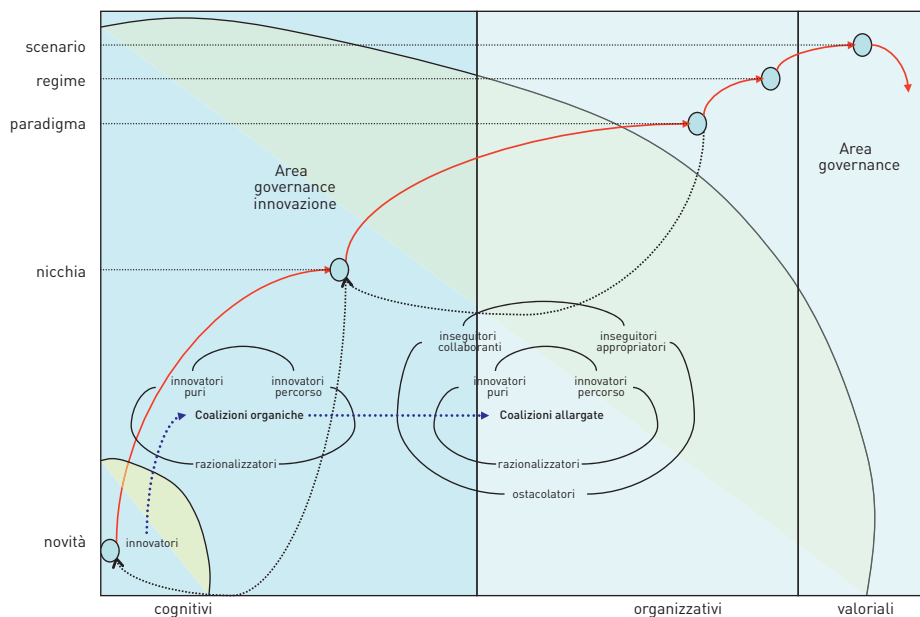 scenario
regime
paradigma
Area
governance
innovazione
Area
governance
nicchia
inseguitori
collaboranti
inseguitori
appropriatori
innovatori
puri
innovatori
percorso
innovatori
puri
innovatori
percorso
Coalizioni organiche
Coalizioni allargate
razionalizzatori
razionalizzatori
ostacolatori
novità
innovatori
cognitivi
organizzativi
valoriali